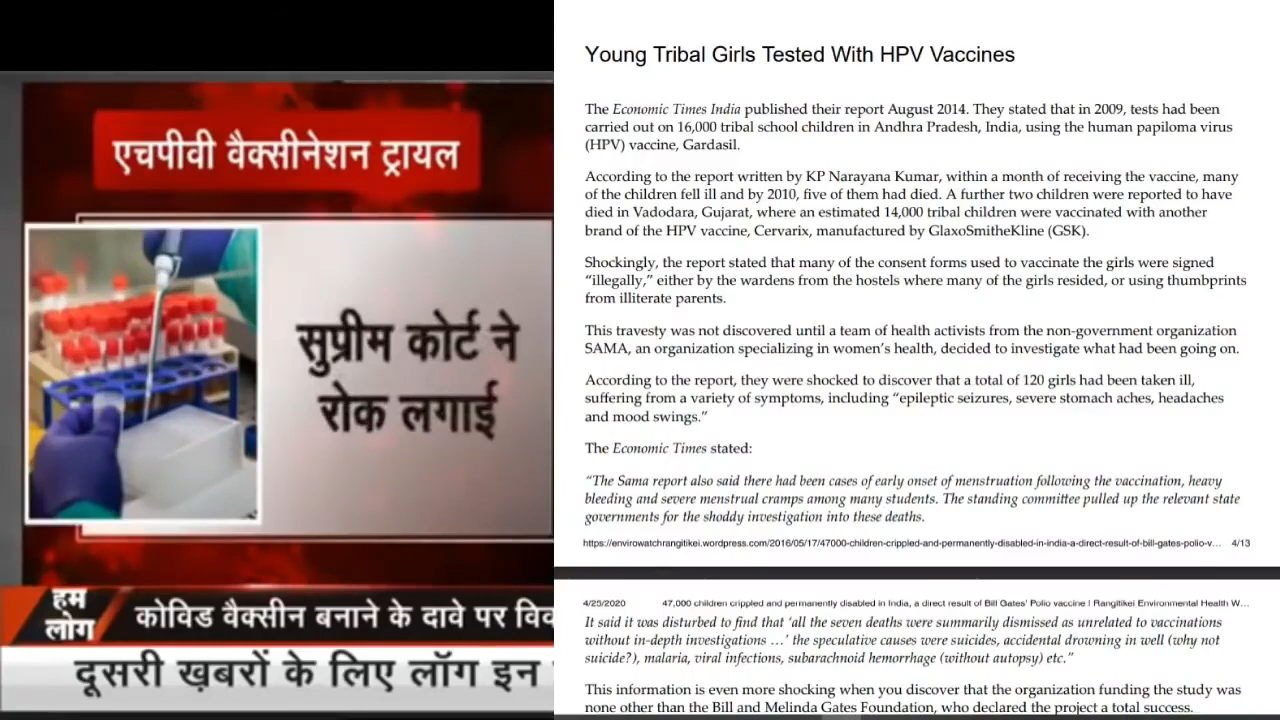 एचपीवी वैक्सीनेशन ट्रायल
सुप्रीम कोर्ट ने
रोक लगाई
हम
लोग
कोविड वैक्सीन बनाने के दावे पर
दूसरी ख़बरों के लिए लॉग इन
Young Tribal Girls Tested With HPV Vaccines
The Economic Times India published their report August 2014. They stated that in 2009, tests had been
carried out on 16,000 tribal school children in Andhra Pradesh, India, using the human papiloma virus
(HPV) vaccine, Gardasil.
According to the report written by KP Narayana Kumar, within a month of receiving the vaccine, many
of the children fell ill and by 2010, five of them had died. A further two children were reported to have
died in Vadodara, Gujarat, where an estimated 14,000 tribal children were vaccinated with another
brand of the HPV vaccine, Cervarix, manufactured by GlaxoSmitheKline (GSK).
Shockingly, the report stated that many of the consent forms used to vaccinate the girls were signed
“illegally,” either by the wardens from the hostels where many of the girls resided, or using thumbprints
from illiterate parents.
This travesty was not discovered until a team of health activists from the non-government organization
SAMA, an organization specializing in women’s health, decided to investigate what had been going on.
According to the report, they were shocked to discover that a total of 120 girls had been taken ill,
suffering from a variety of symptoms, including “epileptic seizures, severe stomach aches, headaches
and mood swings.”
The Economic Times stated:
“The Sama report also said there had been cases of early onset of menstruation following the vaccination, heavy
bleeding and severe menstrual cramps among many students. The standing committee pulled up the relevant state
governments for the shoddy investigation into these deaths.
https://envirowatchrangitikei.wordpress.com/2016/05/17/47000-children-crippled-and-permanently-disabled-in-india-a-direct-result-of-bill-gates-polio-v... 4/13
4/25/2020 47,000 children crippled and permanently disabled in India, a direct result of Bill Gates’ Polio vaccine | Rangitikei Environmental Health W...
It said it was disturbed to find that ‘all the seven deaths were summarily dismissed as unrelated to vaccinations
without in-depth investigations …’ the speculative causes were suicides, accidental drowning in well (why not
suicide?), malaria, viral infections, subarachnoid hemorrhage (without autopsy) etc.”
This information is even more shocking when you discover that the organization funding the study was
none other than the Bill and Melinda Gates Foundation, who declared the project a total success.